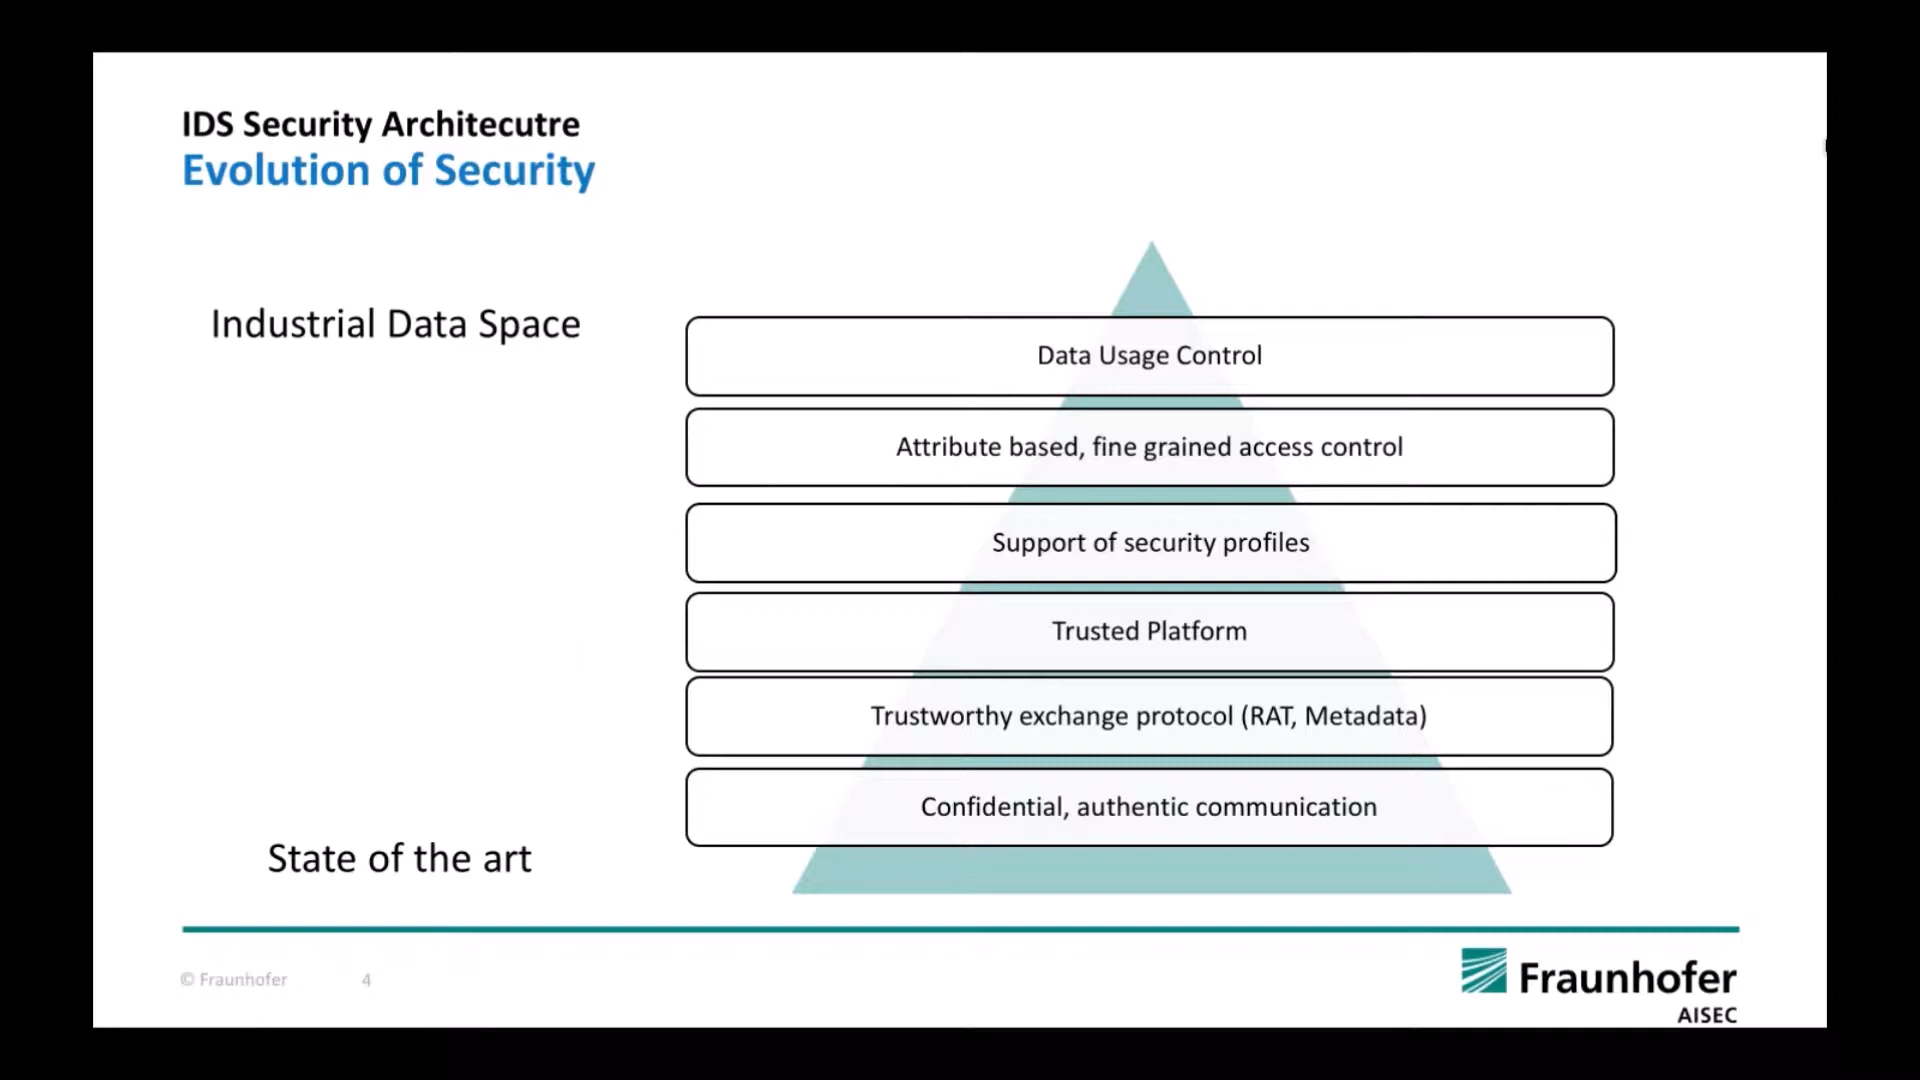 IDS Security Architecutre
Evolution of Security
Industrial Data Space
Data Usage Control
Attribute based, fine grained access control
Support of security profiles
Trusted Platform
Trustworthy exchange protocol (RAT, Metadata)
Confidential, authentic communication
State of the art
© Fraunhofer 4
Fraunhofer
AISEC